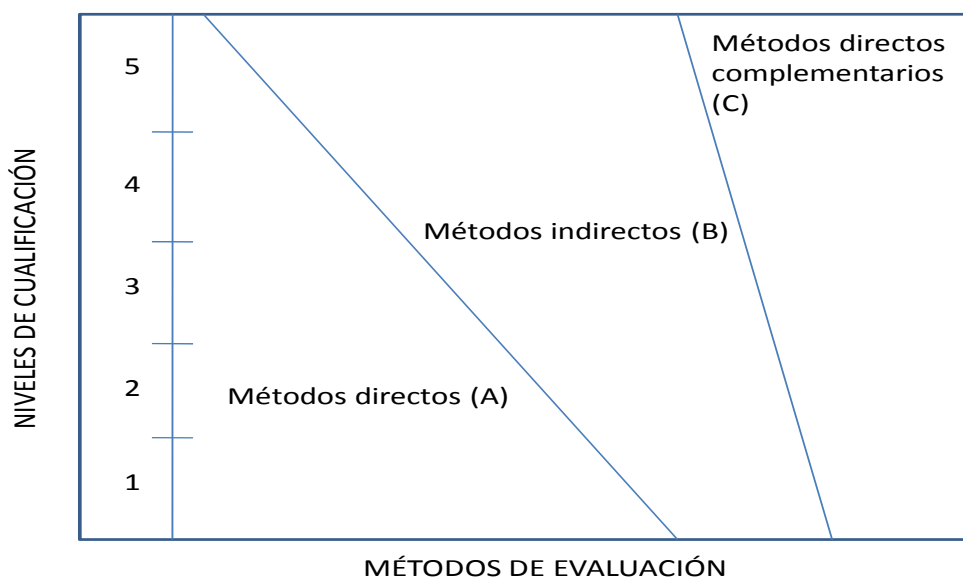 NIVELES DE CUALIFICACIÓN
5
4
3
2
1
Métodos directos
complementarios
(C)
Métodos indirectos (B)
Métodos directos (A)
MÉTODOS DE EVALUACIÓN